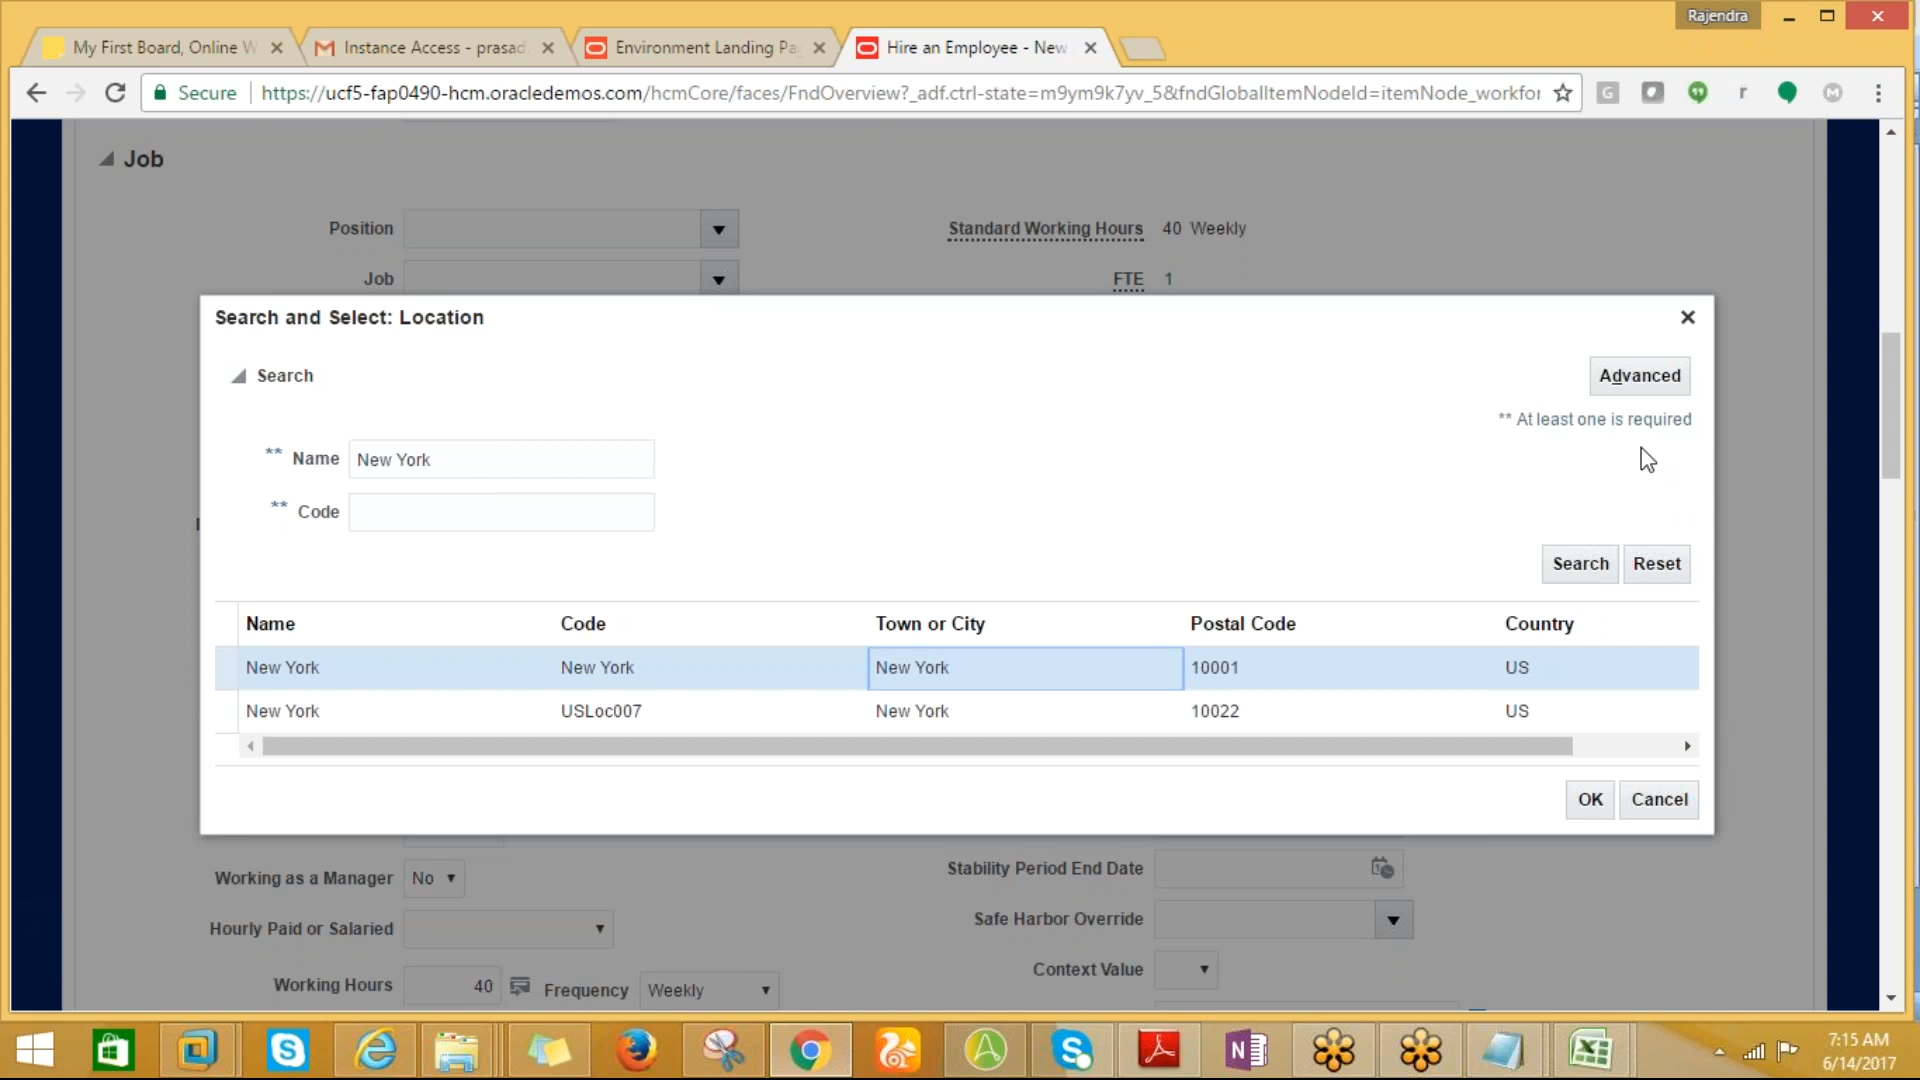 Rajendra
My First Board, Online W
Instance Access - prasad
Environment Landing Pa
Hire an Employee - New
Secure
https://ucf5-fap0490-hcm.oracledemos.com/hcmCore/faces/FndOverview?_adf.ctrl-state=m9ym9k7yv_5&fndGlobalItemNodeId=itemNode_workfor
Job
Position
Standard Working Hours 40 Weekly
Job
FTE 1
Search and Select: Location
Search
Advanced
** At least one is required
** Name New York
** Code
Search Reset
Name Code Town or City Postal Code Country
New York New York New York 10001 US
New York USLoc007 New York 10022 US
OK Cancel
Working as a Manager No
Stability Period End Date
Hourly Paid or Salaried
Safe Harbor Override
Context Value
Working Hours 40 Frequency Weekly
7:15 AM
6/14/2017